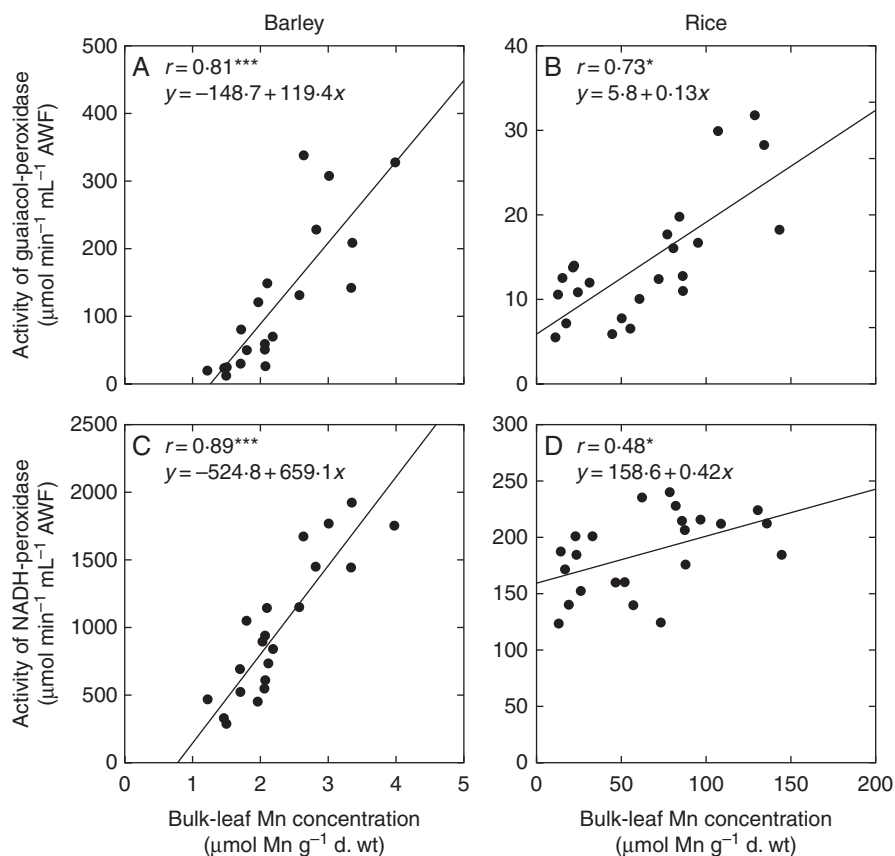 Barley
Rice
Activity of guaiacol-peroxidase
(μmol min⁻¹ mL⁻¹ AWF)
500
400
300
200
100
0
A
r = 0·81***
y = −148·7 + 119·4x
40
30
20
10
0
B
r = 0·73*
y = 5·8 + 0·13x
Activity of NADH-peroxidase
(μmol min⁻¹ mL⁻¹ AWF)
2500
2000
1500
1000
500
0
C
r = 0·89***
y = −524·8 + 659·1x
0 1 2 3 4 5
Bulk-leaf Mn concentration
(μmol Mn g⁻¹ d. wt)
300
250
200
150
100
50
0
D
r = 0·48*
y = 158·6 + 0·42x
0 50 100 150 200
Bulk-leaf Mn concentration
(μmol Mn g⁻¹ d. wt)